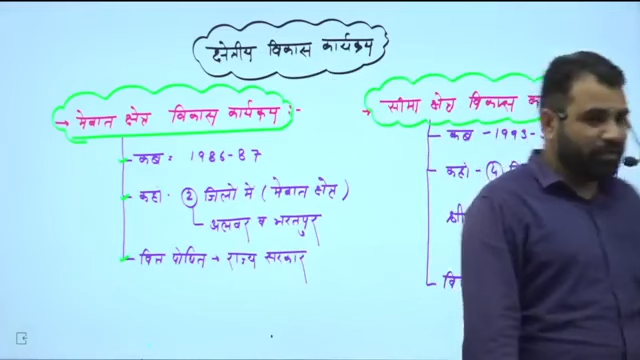 क्षेत्रीय विकास कार्यक्रम
→ मेवात क्षेत्र विकास कार्यक्रम :-
- कब = 1986-87
- कहा - ② जिलो मे (मेवात क्षेत्र)
अलवर व भरतपुर
- वित्त पोषित → राज्य सरकार
→ सीमा क्षेत्र विकास
- कब - 1993-
- कहां - ④